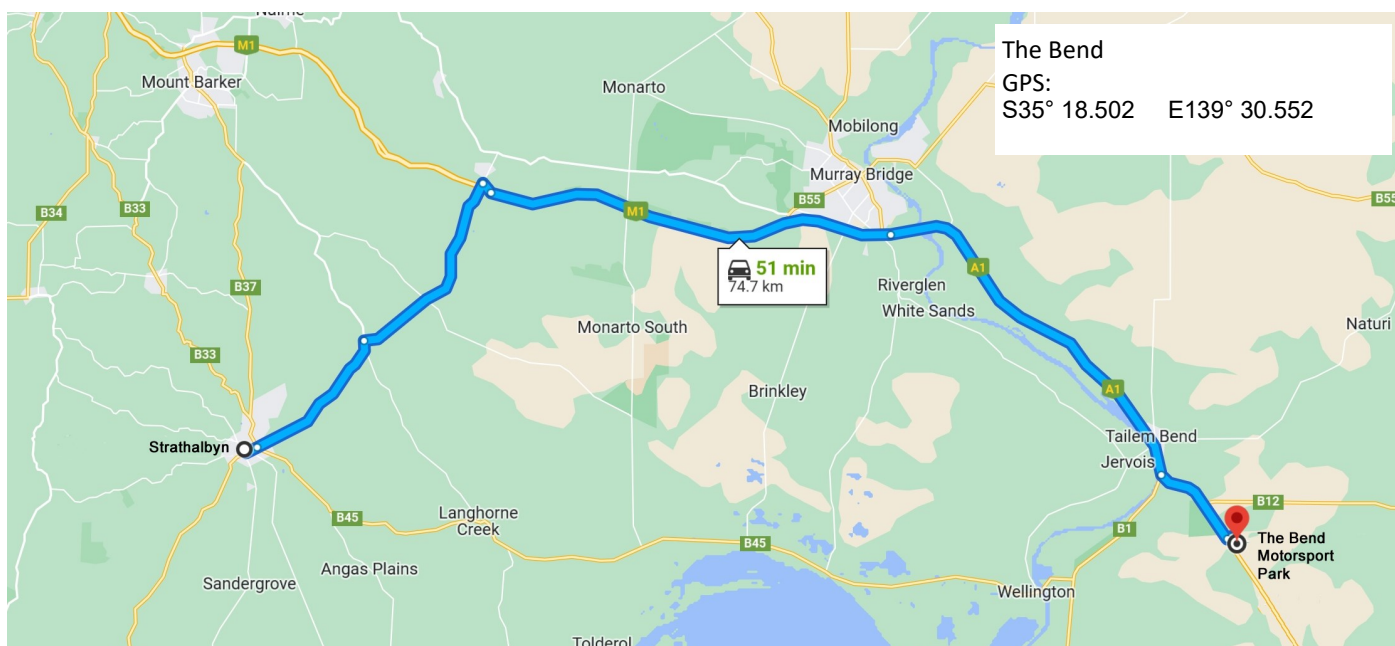 Nairne
M1
Mount Barker
Monarto
Mobilong
Murray Bridge
The Bend
GPS:
S35° 18.502 E139° 30.552
B34
B33
M1
B55
B55
51 min
74.7 km
A1
Riverglen
White Sands
B37
Monarto South
Naturi
B33
Brinkley
A1
Strathalbyn
Tailem Bend
Jervois
B12
Langhorne
Creek
B45
B45
B1
The Bend
Motorsport
Park
Sandergrove
Angas Plains
Wellington
Tolderol